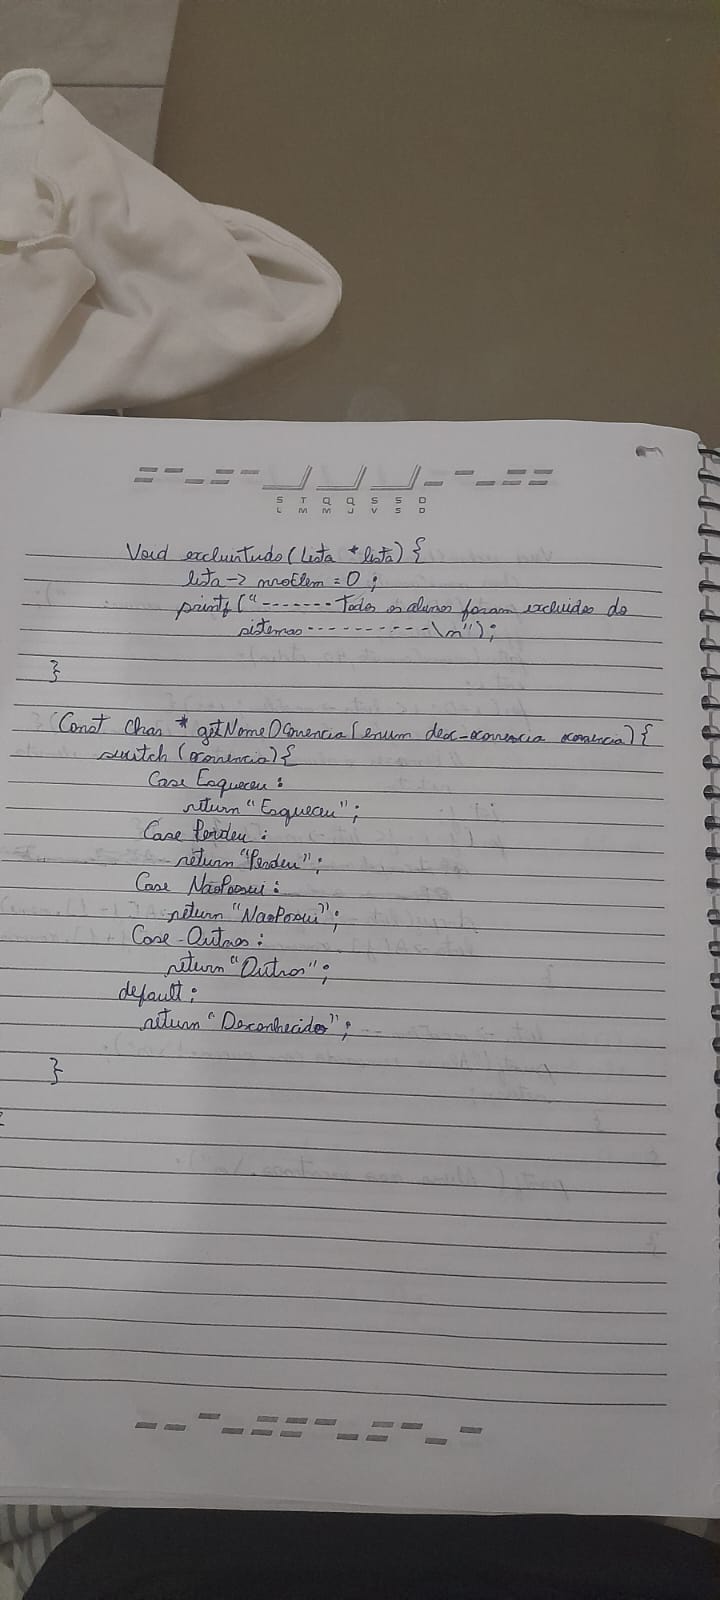 S T Q Q S S D
L M M J V S D
Void excluirtudo (Lista *lista) {
lista -> nroElem = 0 ;
printf ("------- Todos os alunos foram excluidos do
sistemas ----------\n");
}
Const Char * getNomeOcorrencia (enum desc_ocorrencia ocorrencia) {
switch (ocorrencia) {
Case Esqueceu :
return "Esqueceu" ;
Case Perdeu :
return "Perdeu" ;
Case NaoPossui :
return "NaoPossui" ;
Case Outros :
return "Outros" ;
default ;
return "Desconhecido" ;
}